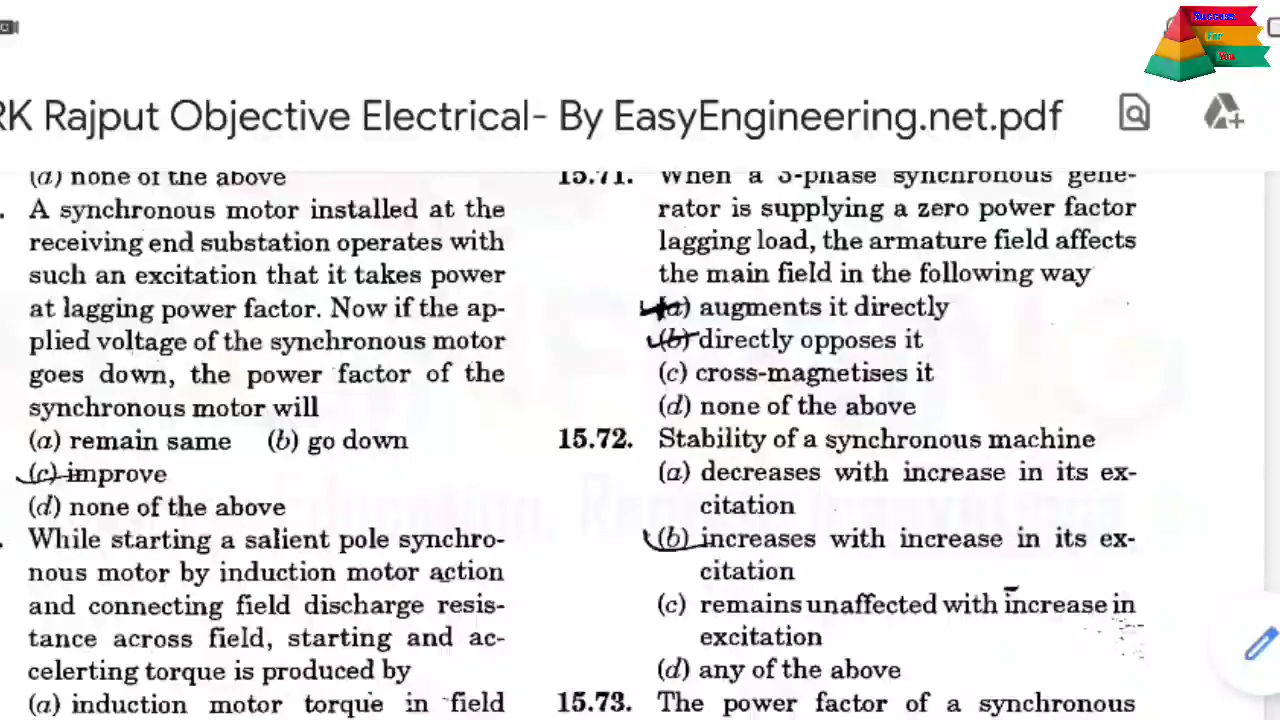 Success
For
You
RK Rajput Objective Electrical- By EasyEngineering.net.pdf
(d) none of the above
. A synchronous motor installed at the
receiving end substation operates with
such an excitation that it takes power
at lagging power factor. Now if the ap-
plied voltage of the synchronous motor
goes down, the power factor of the
synchronous motor will
(a) remain same (b) go down
(c) improve
(d) none of the above
. While starting a salient pole synchro-
nous motor by induction motor action
and connecting field discharge resis-
tance across field, starting and ac-
celerting torque is produced by
(a) induction motor torque in field
15.71. When a 3-phase synchronous gene-
rator is supplying a zero power factor
lagging load, the armature field affects
the main field in the following way
(a) augments it directly
(b) directly opposes it
(c) cross-magnetises it
(d) none of the above
15.72. Stability of a synchronous machine
(a) decreases with increase in its ex-
citation
(b) increases with increase in its ex-
citation
(c) remains unaffected with increase in
excitation
(d) any of the above
15.73. The power factor of a synchronous